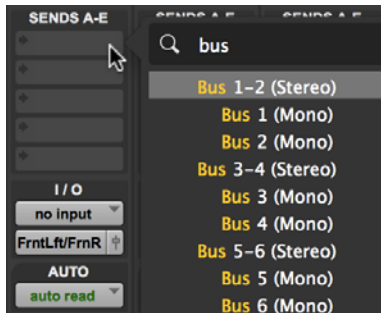 SENDS A-E
SENDS A-E
SENDS A-E
bus
Bus 1-2 (Stereo)
Bus 1 (Mono)
Bus 2 (Mono)
Bus 3-4 (Stereo)
Bus 3 (Mono)
Bus 4 (Mono)
Bus 5-6 (Stereo)
Bus 5 (Mono)
Bus 6 (Mono)
I / O
no input
FrntLft/FrnR
AUTO
auto read